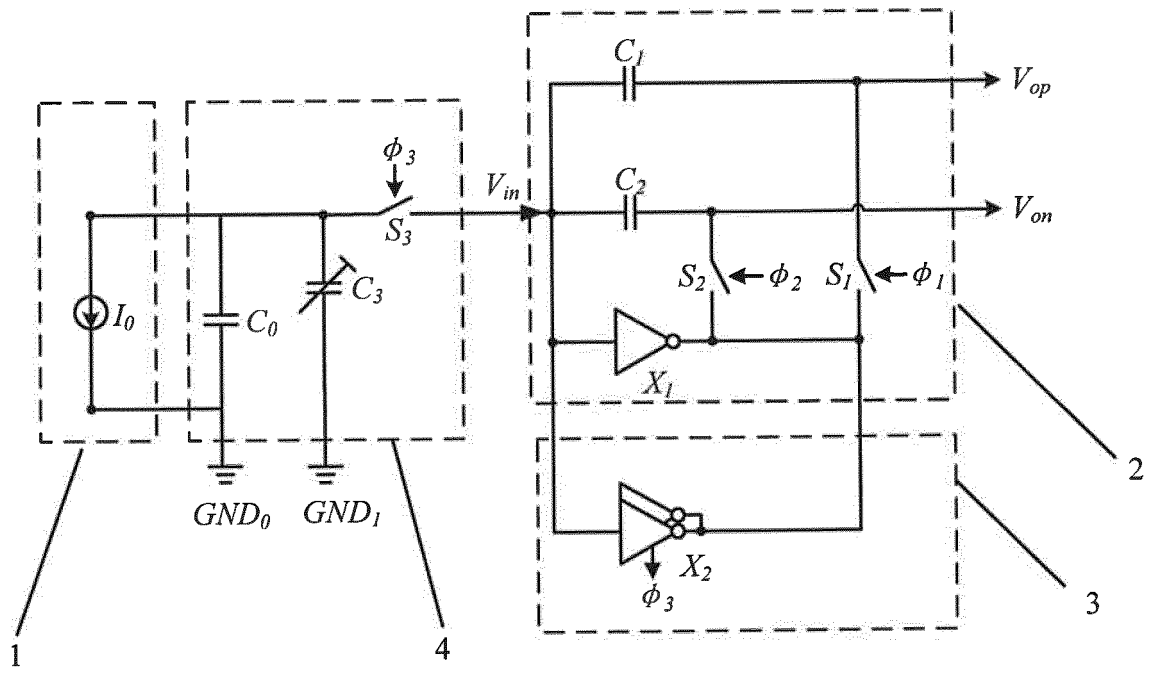 C1
Vop
ϕ3
Vin
C2
Von
S3
S2
ϕ2
S1
ϕ1
C3
I0
C0
X1
2
GND0
GND1
X2
ϕ3
3
1
4